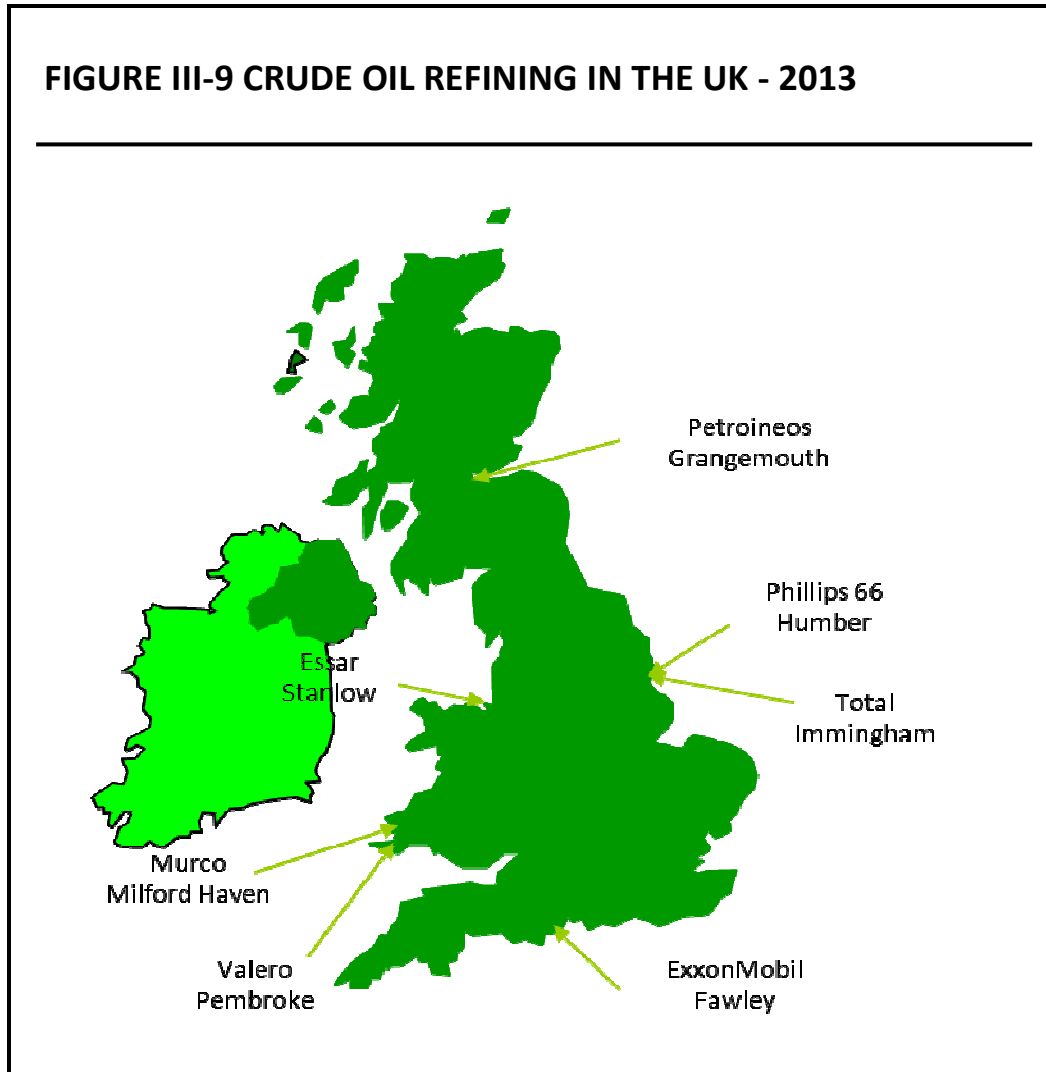 FIGURE III-9 CRUDE OIL REFINING IN THE UK - 2013
Petroineos
Grangemouth
Phillips 66
Humber
Essar
Stanlow
Total
Immingham
Murco
Milford Haven
Valero
Pembroke
ExxonMobil
Fawley